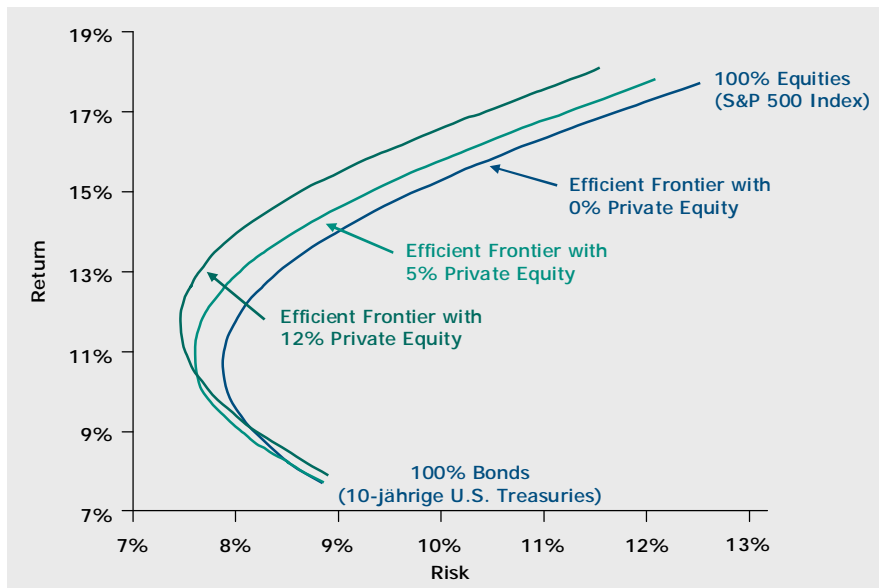 19%
17%
15%
13%
11%
9%
7%
Return
100% Equities
(S&P 500 Index)
Efficient Frontier with
0% Private Equity
Efficient Frontier with
5% Private Equity
Efficient Frontier with
12% Private Equity
100% Bonds
(10-jährige U.S. Treasuries)
7%
8%
9%
10%
11%
12%
13%
Risk